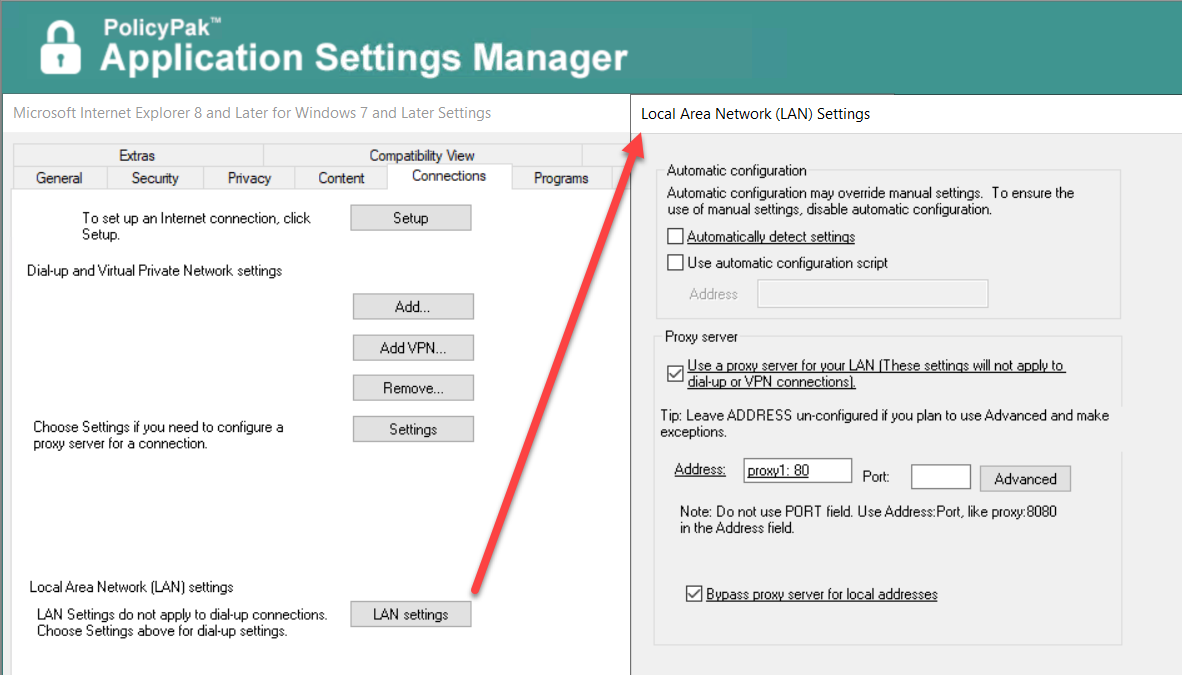 PolicyPak™
Application Settings Manager
Microsoft Internet Explorer 8 and Later for Windows 7 and Later Settings
Extras
Compatibility View
General
Security
Privacy
Content
Connections
Programs
To set up an Internet connection, click
Setup.
Setup
Dial-up and Virtual Private Network settings
Add...
Add VPN...
Remove...
Choose Settings if you need to configure a
proxy server for a connection.
Settings
Local Area Network (LAN) settings
LAN Settings do not apply to dial-up connections.
Choose Settings above for dial-up settings.
LAN settings
Local Area Network (LAN) Settings
Automatic configuration
Automatic configuration may override manual settings.  To ensure the
use of manual settings, disable automatic configuration.
Automatically detect settings
Use automatic configuration script
Address
Proxy server
Use a proxy server for your LAN (These settings will not apply to
dial-up or VPN connections).
Tip: Leave ADDRESS un-configured if you plan to use Advanced and make
exceptions.
Address:
proxy1: 80
Port:
Advanced
Note: Do not use PORT field. Use Address:Port, like proxy:8080
in the Address field.
Bypass proxy server for local addresses